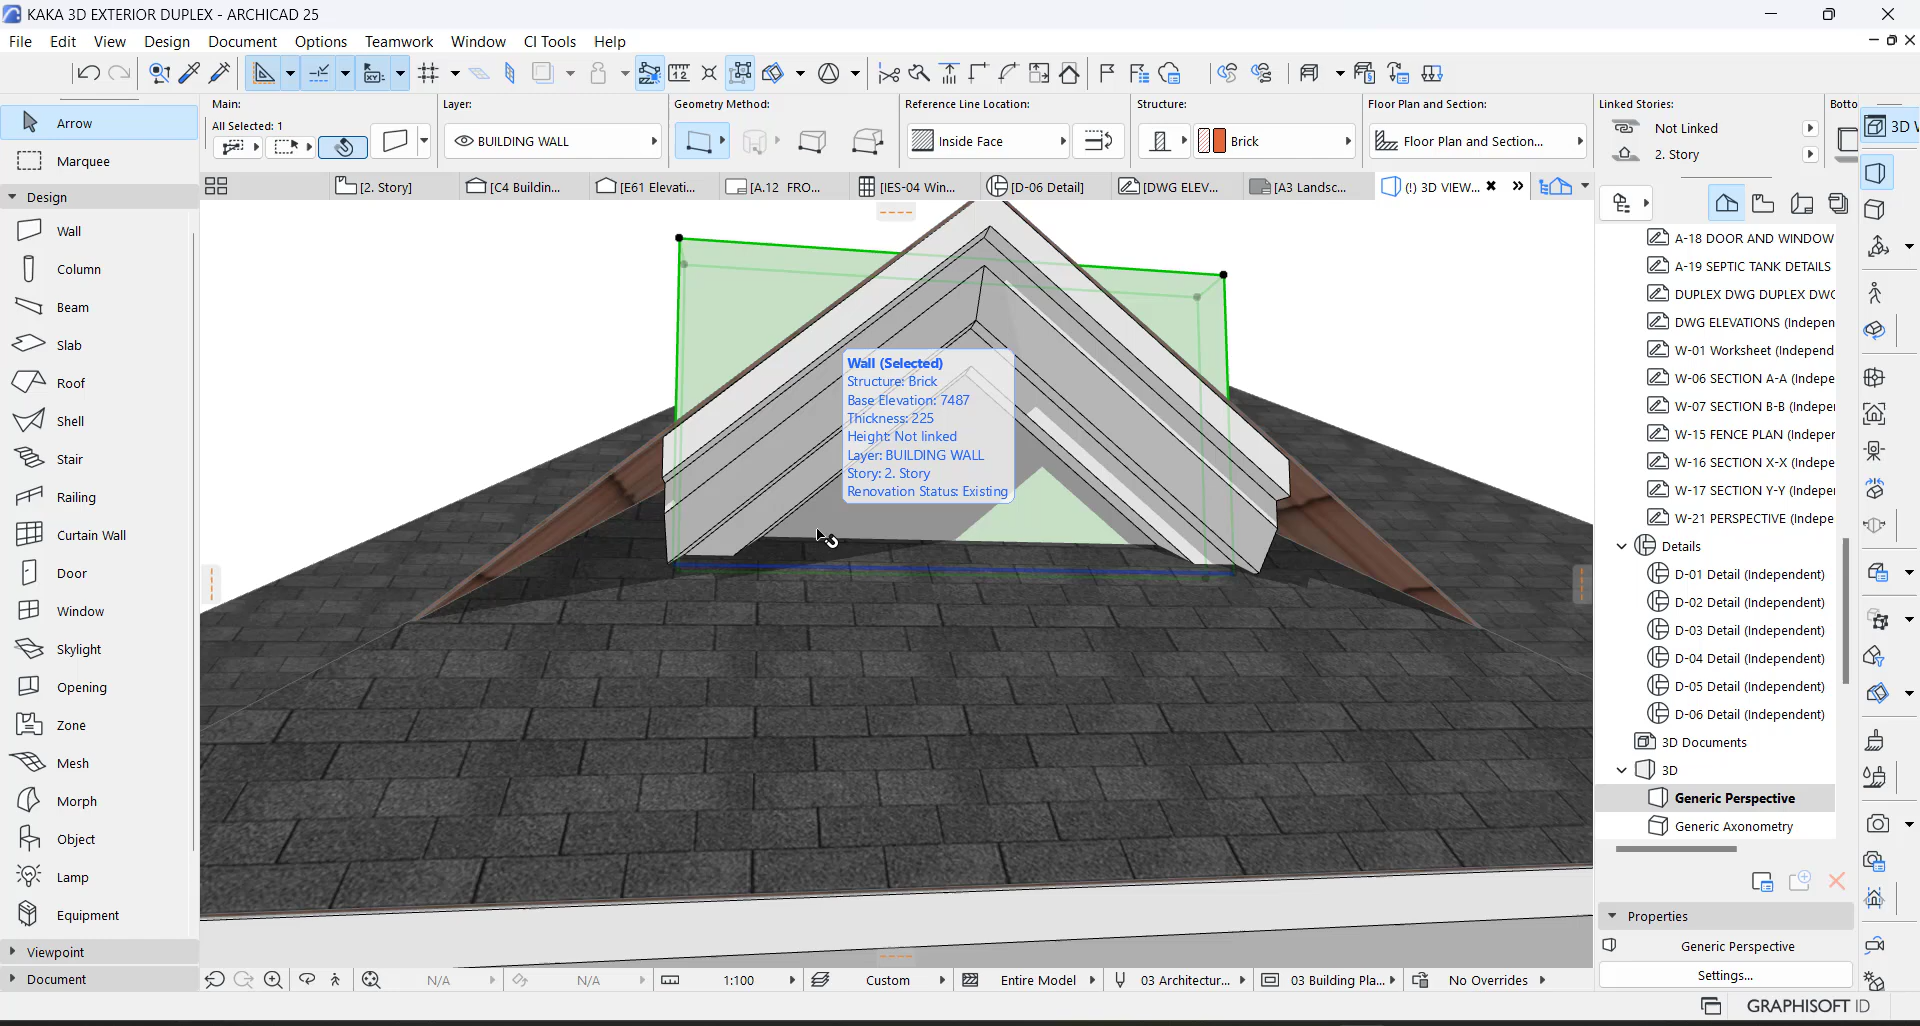 KAKA 3D EXTERIOR DUPLEX - ARCHICAD 25
File Edit View Design Document Options Teamwork Window CI Tools Help
Main:
All Selected: 1
Layer:
BUILDING WALL
Geometry Method:
Reference Line Location:
Inside Face
Structure:
Brick
Floor Plan and Section:
Floor Plan and Section...
Linked Stories:
Not Linked
2. Story
Botto
3D V
Arrow
Marquee
Design
Wall
Column
Beam
Slab
Roof
Shell
Stair
Railing
Curtain Wall
Door
Window
Skylight
Opening
Zone
Mesh
Morph
Object
Lamp
Equipment
Viewpoint
Document
[2. Story]
[C4 Buildin...
[E61 Elevati...
[A.12 FRO...
[IES-04 Win...
[D-06 Detail]
[DWG ELEV...
[A3 Landsc...
(!) 3D VIEW...
Wall (Selected)
Structure: Brick
Base Elevation: 7487
Thickness: 225
Height: Not linked
Layer: BUILDING WALL
Story: 2. Story
Renovation Status: Existing
A-18 DOOR AND WINDOW
A-19 SEPTIC TANK DETAILS
DUPLEX DWG DUPLEX DWG
DWG ELEVATIONS (Indepen
W-01 Worksheet (Independ
W-06 SECTION A-A (Indepe
W-07 SECTION B-B (Indepe
W-15 FENCE PLAN (Indeper
W-16 SECTION X-X (Indepe
W-17 SECTION Y-Y (Indepe
W-21 PERSPECTIVE (Indepe
Details
D-01 Detail (Independent)
D-02 Detail (Independent)
D-03 Detail (Independent)
D-04 Detail (Independent)
D-05 Detail (Independent)
D-06 Detail (Independent)
3D Documents
3D
Generic Perspective
Generic Axonometry
Properties
Generic Perspective
Settings...
N/A
N/A
1:100
Custom
Entire Model
03 Architectur...
03 Building Pla...
No Overrides
GRAPHISOFT ID